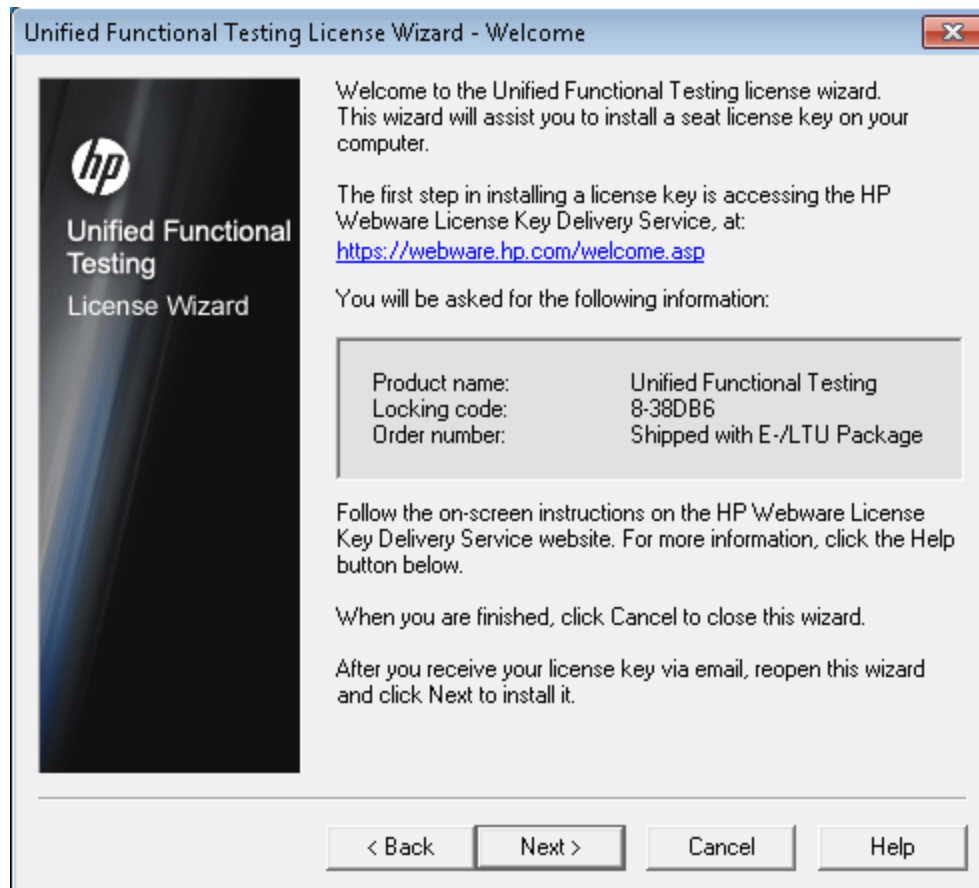 Unified Functional Testing License Wizard - Welcome
hp
Unified Functional
Testing
License Wizard
Welcome to the Unified Functional Testing license wizard.
This wizard will assist you to install a seat license key on your
computer.
The first step in installing a license key is accessing the HP
Webware License Key Delivery Service, at:
https://webware.hp.com/welcome.asp
You will be asked for the following information:
Product name: Unified Functional Testing
Locking code: 8-38DB6
Order number: Shipped with E-/LTU Package
Follow the on-screen instructions on the HP Webware License
Key Delivery Service website. For more information, click the Help
button below.
When you are finished, click Cancel to close this wizard.
After you receive your license key via email, reopen this wizard
and click Next to install it.
< Back Next > Cancel Help